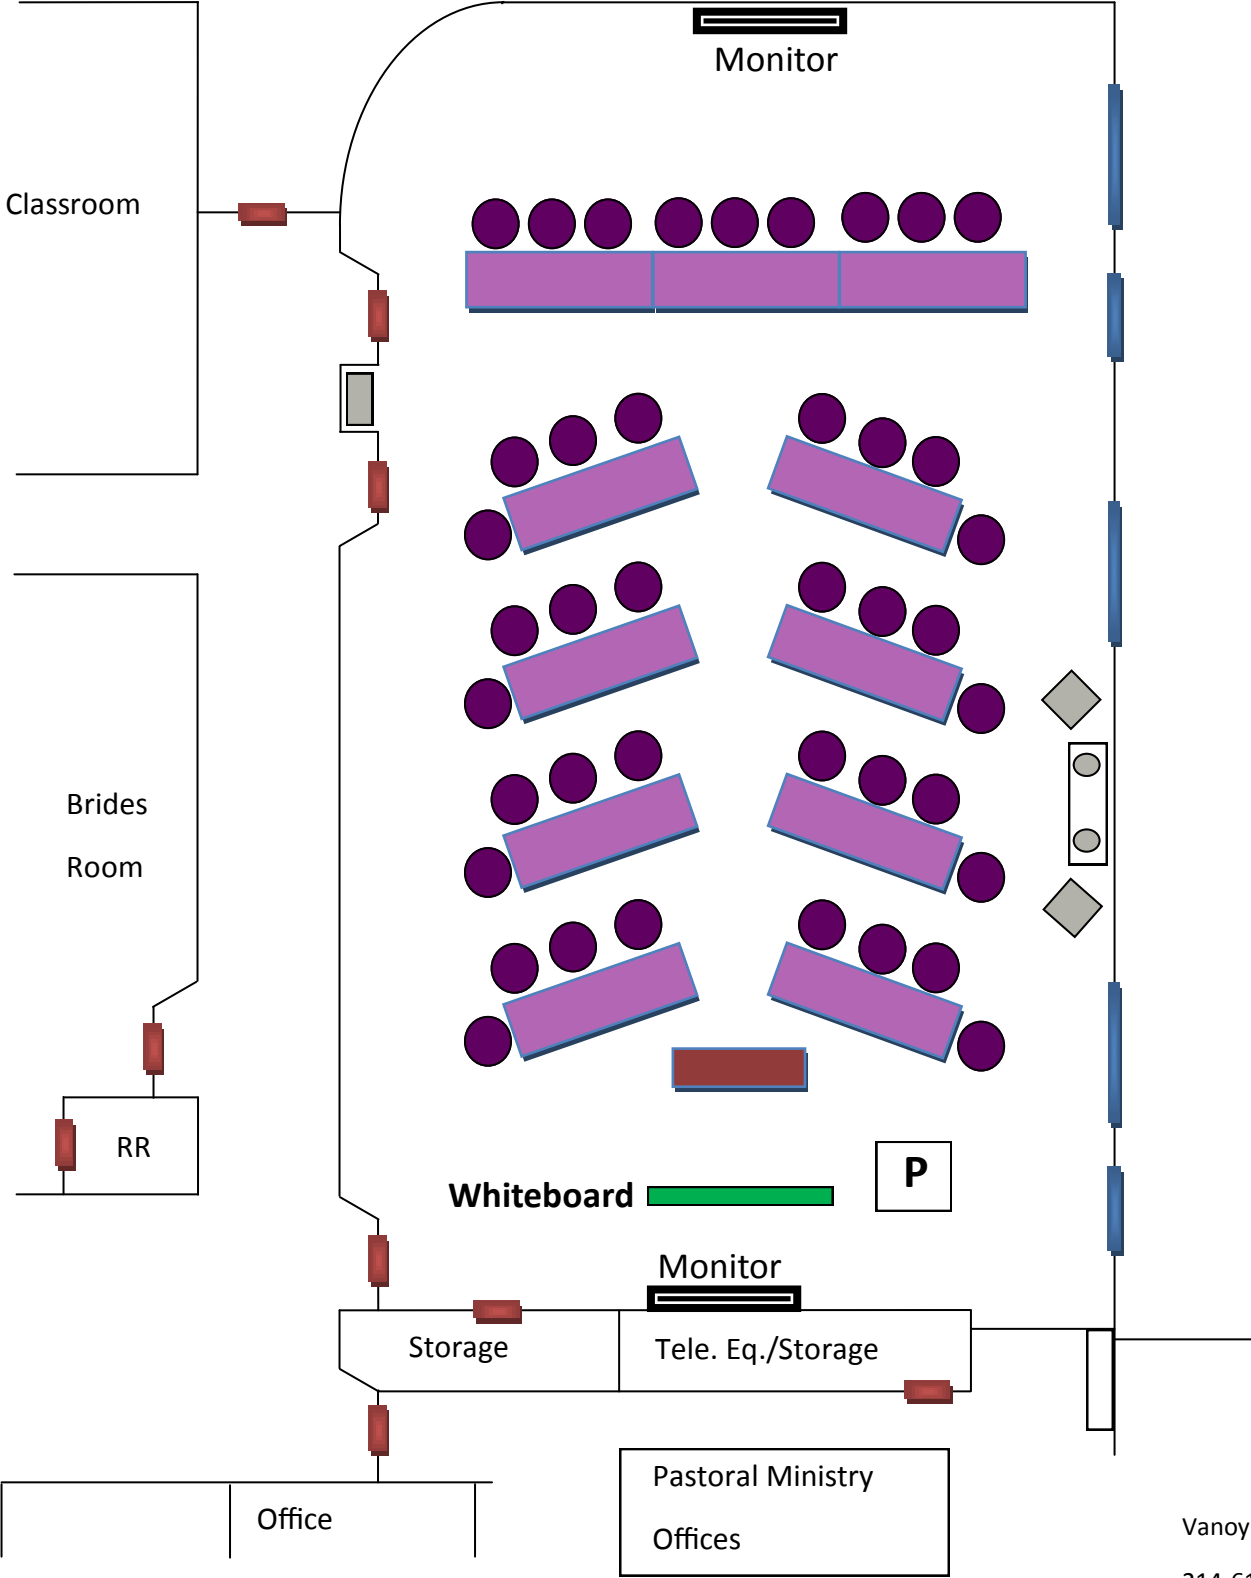 Monitor
Classroom
Brides
Room
RR
P
Whiteboard
Monitor
Storage
Tele. Eq./Storage
Pastoral Ministry
Offices
Office
Vanoy